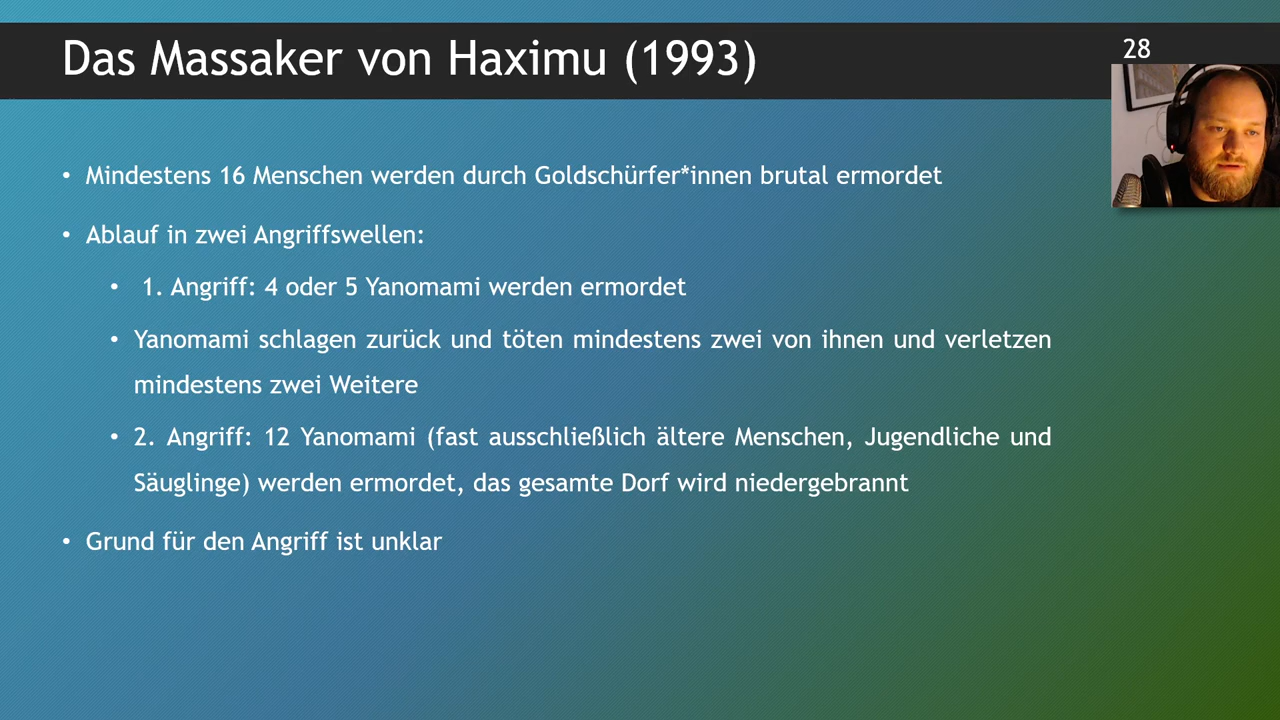 Das Massaker von Haximu (1993)
28
• Mindestens 16 Menschen werden durch Goldschürfer*innen brutal ermordet
• Ablauf in zwei Angriffswellen:
• 1. Angriff: 4 oder 5 Yanomami werden ermordet
• Yanomami schlagen zurück und töten mindestens zwei von ihnen und verletzen
mindestens zwei Weitere
• 2. Angriff: 12 Yanomami (fast ausschließlich ältere Menschen, Jugendliche und
Säuglinge) werden ermordet, das gesamte Dorf wird niedergebrannt
• Grund für den Angriff ist unklar